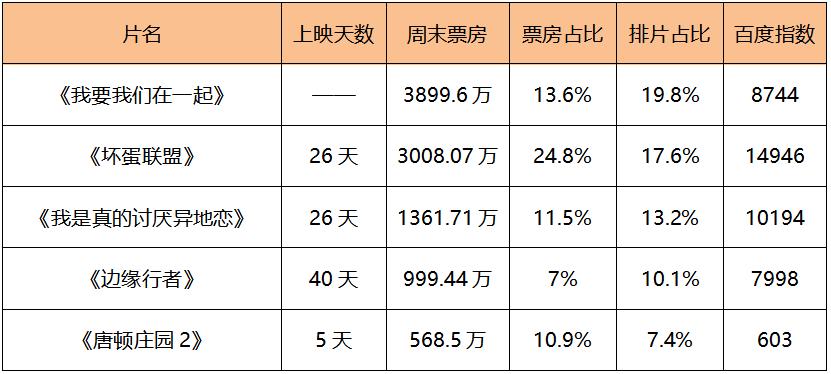 片名 上映天数 周末票房 票房占比 排片占比 百度指数
《我要我们在一起》 —— 3899.6 万 13.6% 19.8% 8744
《坏蛋联盟》 26 天 3008.07 万 24.8% 17.6% 14946
《我是真的讨厌异地恋》 26 天 1361.71 万 11.5% 13.2% 10194
《边缘行者》 40 天 999.44 万 7% 10.1% 7998
《唐顿庄园 2》 5 天 568.5 万 10.9% 7.4% 603